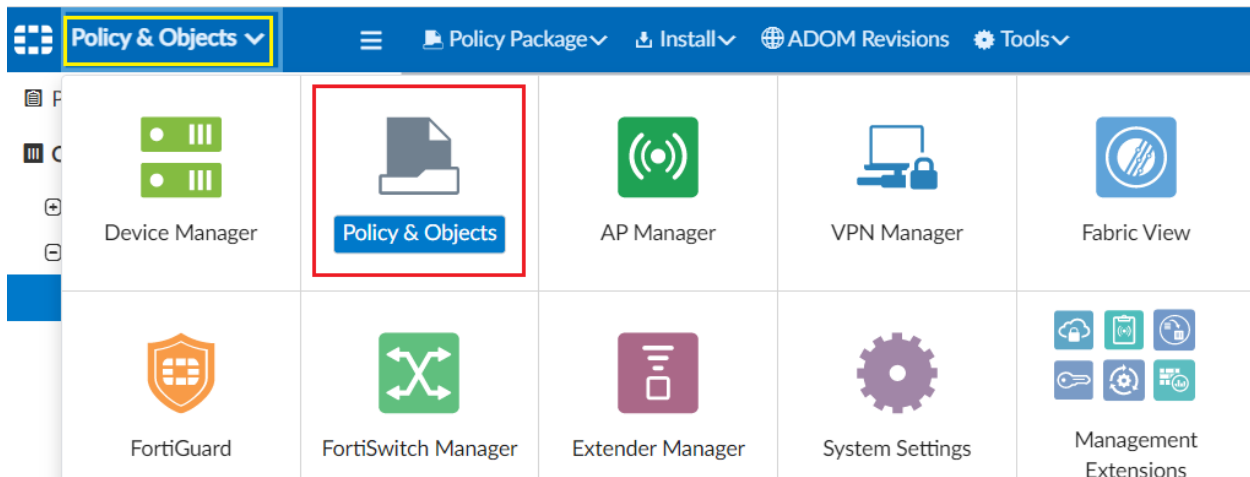 Policy & Objects Policy Package Install ADOM Revisions Tools
P
C
Device Manager Policy & Objects AP Manager VPN Manager Fabric View
FortiGuard FortiSwitch Manager Extender Manager System Settings Management
Extensions